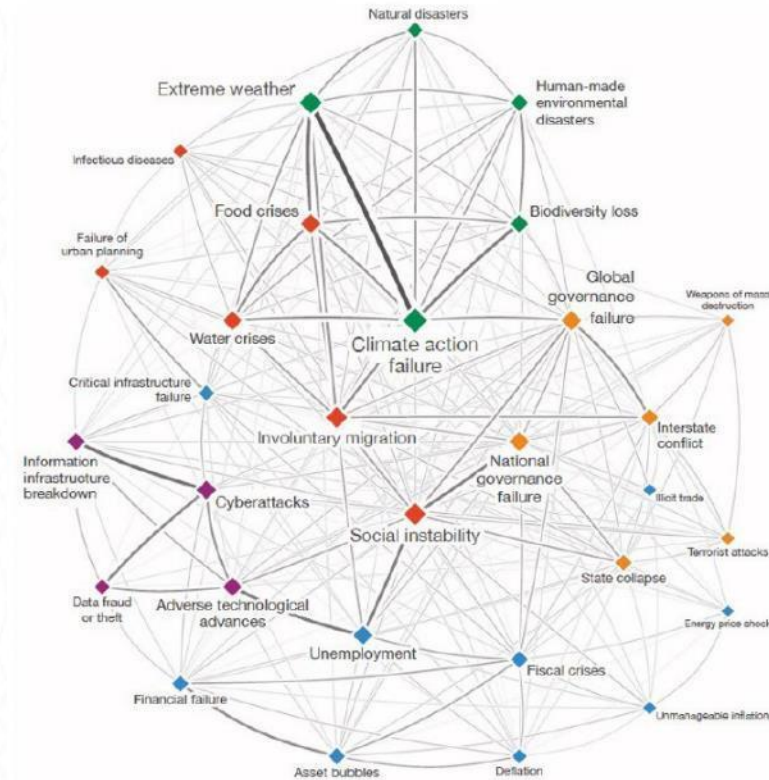 Natural disasters
Extreme weather
Human-made
environmental
disasters
Infectious diseases
Food crises
Biodiversity loss
Failure of
urban planning
Global
governance
failure
Weapons of mass
destruction
Water crises
Climate action
failure
Critical infrastructure
failure
Involuntary migration
Interstate
conflict
Information
infrastructure
breakdown
National
governance
failure
Cyberattacks
Illicit trade
Social instability
Terrorist attacks
State collapse
Data fraud
or theft
Adverse technological
advances
Energy price shock
Unemployment
Fiscal crises
Financial failure
Unmanageable inflation
Asset bubbles
Deflation